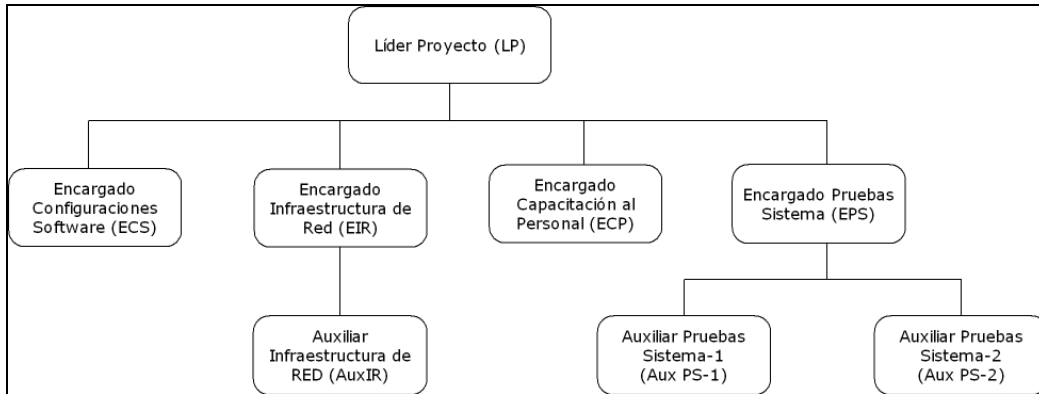 Líder Proyecto (LP)
Encargado
Configuraciones
Software (ECS)
Encargado
Infraestructura de
Red (EIR)
Encargado
Capacitación al
Personal (ECP)
Encargado Pruebas
Sistema (EPS)
Auxiliar
Infraestructura de
RED (AuxIR)
Auxiliar Pruebas
Sistema-1
(Aux PS-1)
Auxiliar Pruebas
Sistema-2
(Aux PS-2)